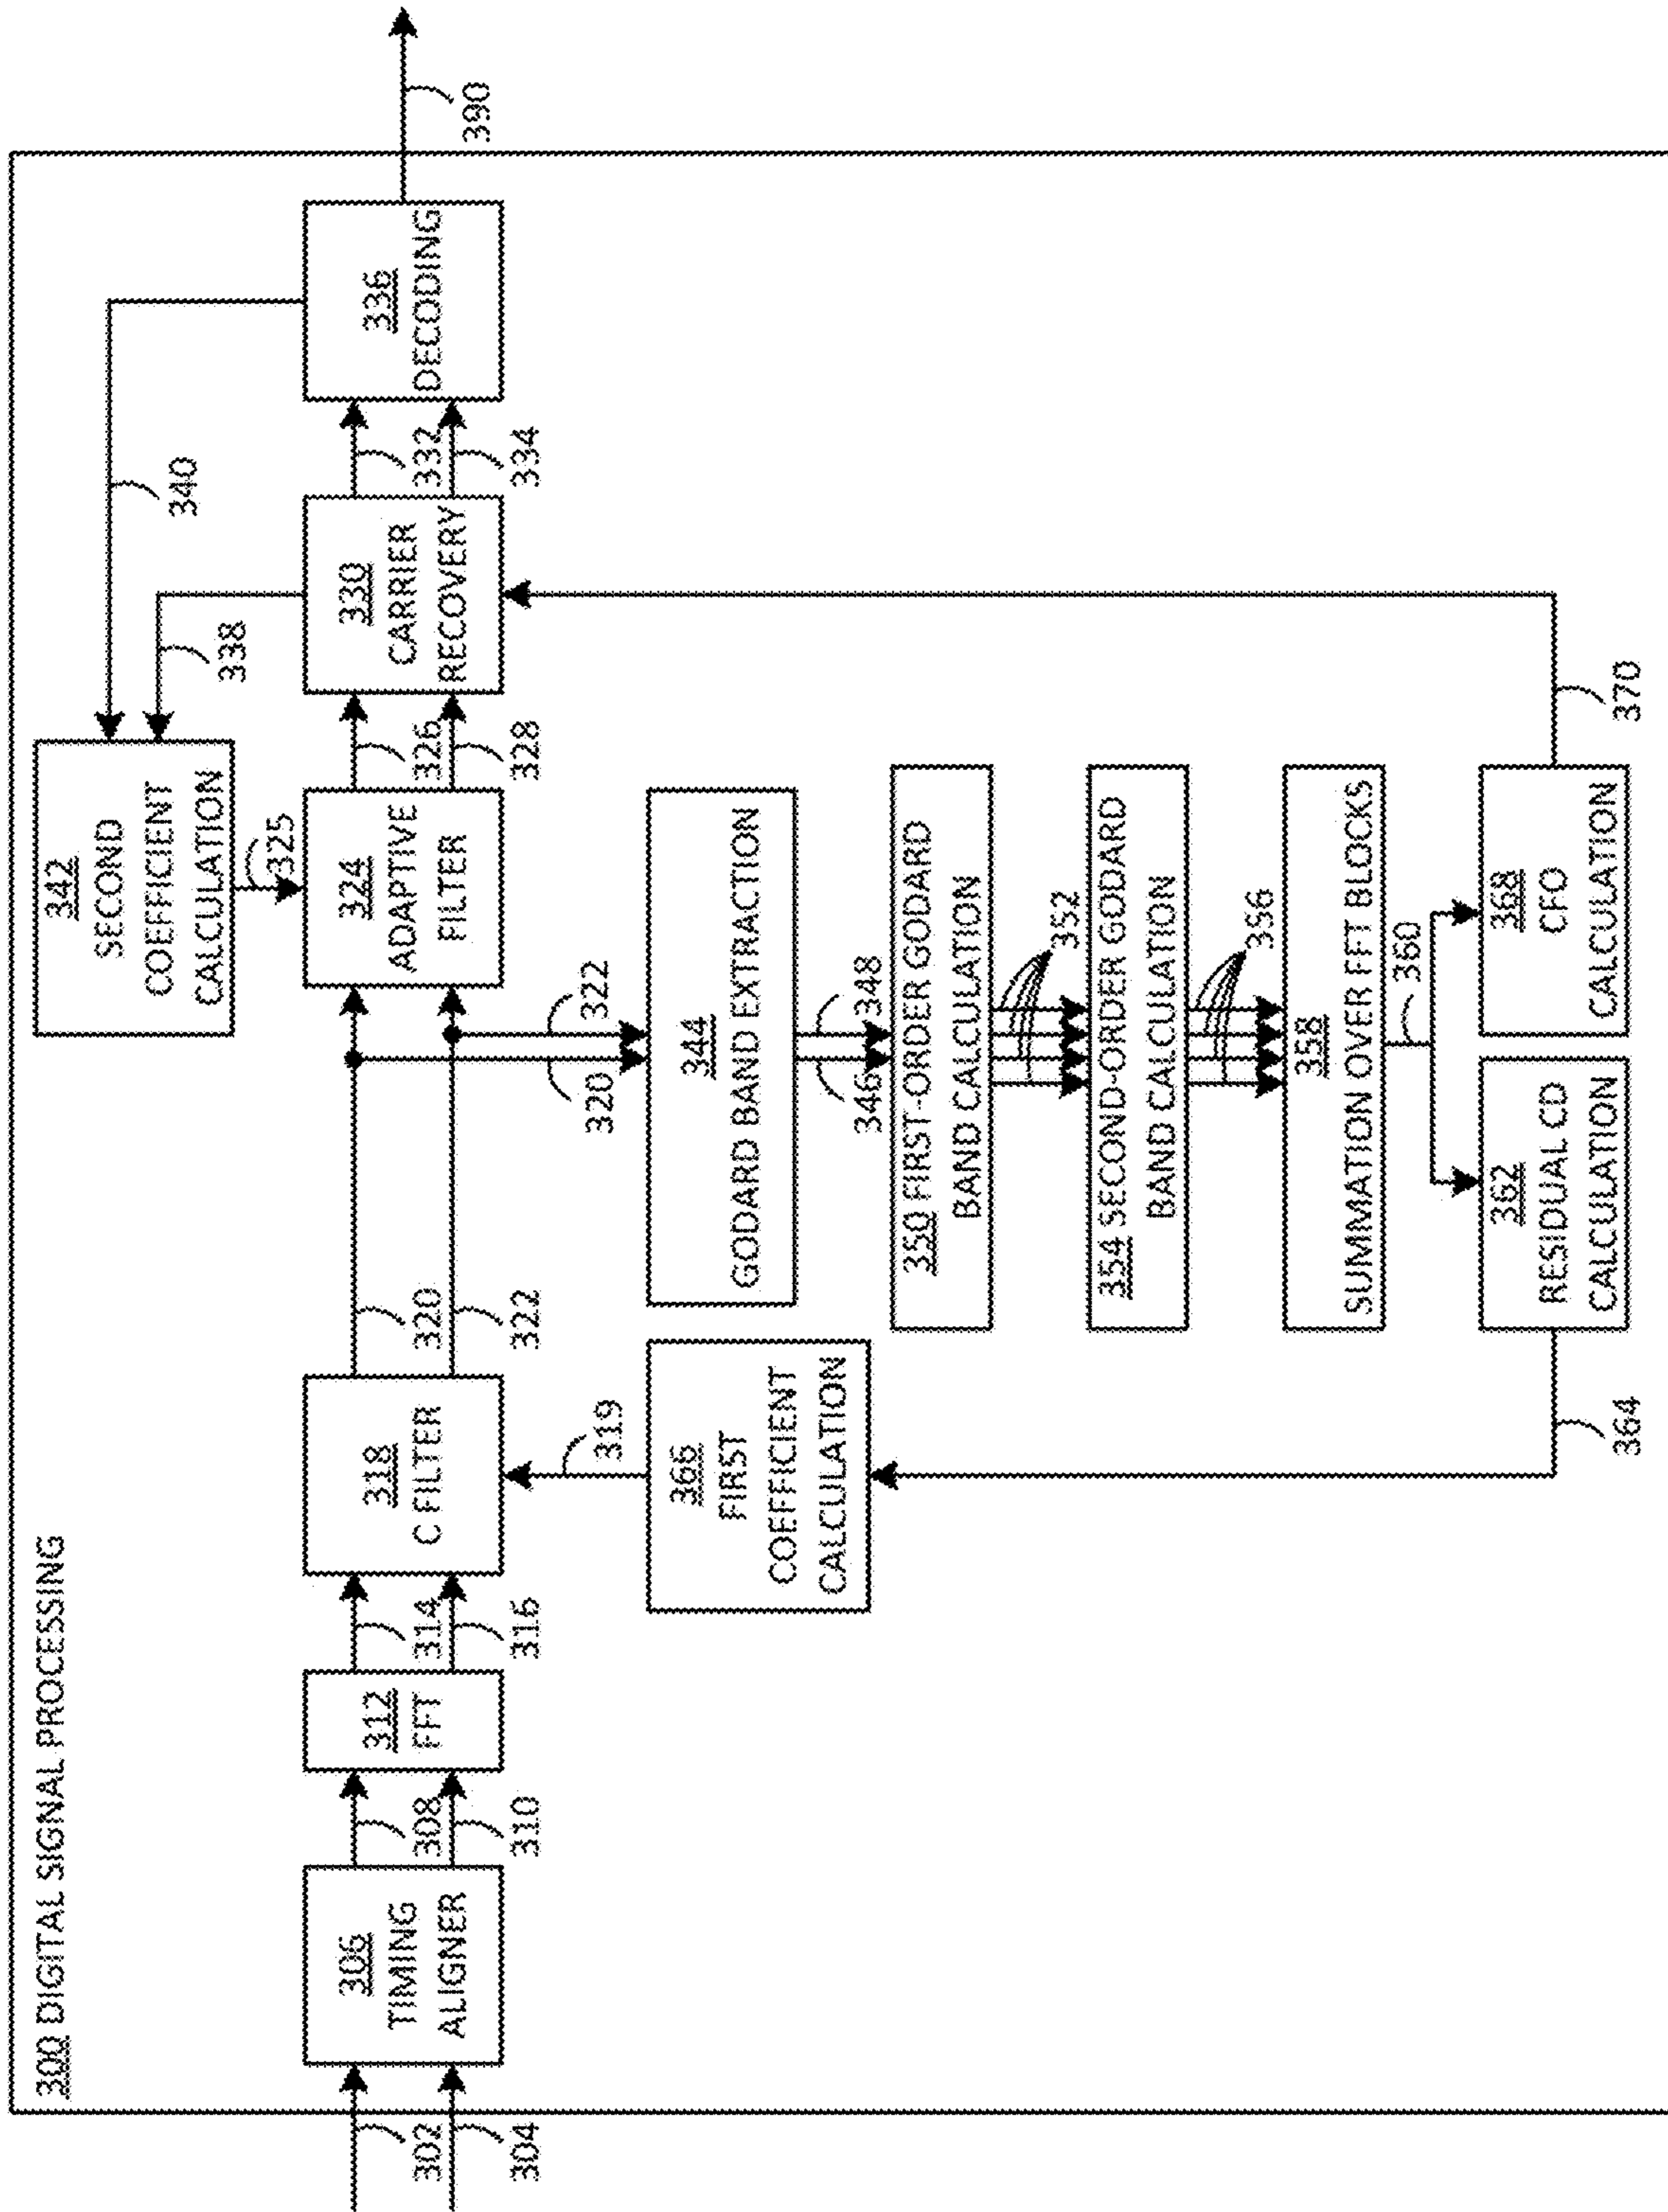 300 DIGITAL SIGNAL PROCESSING
302
304
306
TIMING
ALIGNER
308
310
312
FFT
314
316
318
C FILTER
319
320
322
320
322
324
ADAPTIVE
FILTER
325
326
328
330
CARRIER
RECOVERY
332
334
336
DECODING
390
338
340
342
SECOND
COEFFICIENT
CALCULATION
344
GODARD BAND EXTRACTION
346
348
350 FIRST-ORDER GODARD
BAND CALCULATION
352
354 SECOND-ORDER GODARD
BAND CALCULATION
356
358
SUMMATION OVER FFT BLOCKS
360
362
RESIDUAL CD
CALCULATION
364
366
FIRST
COEFFICIENT
CALCULATION
368
CFO
CALCULATION
370